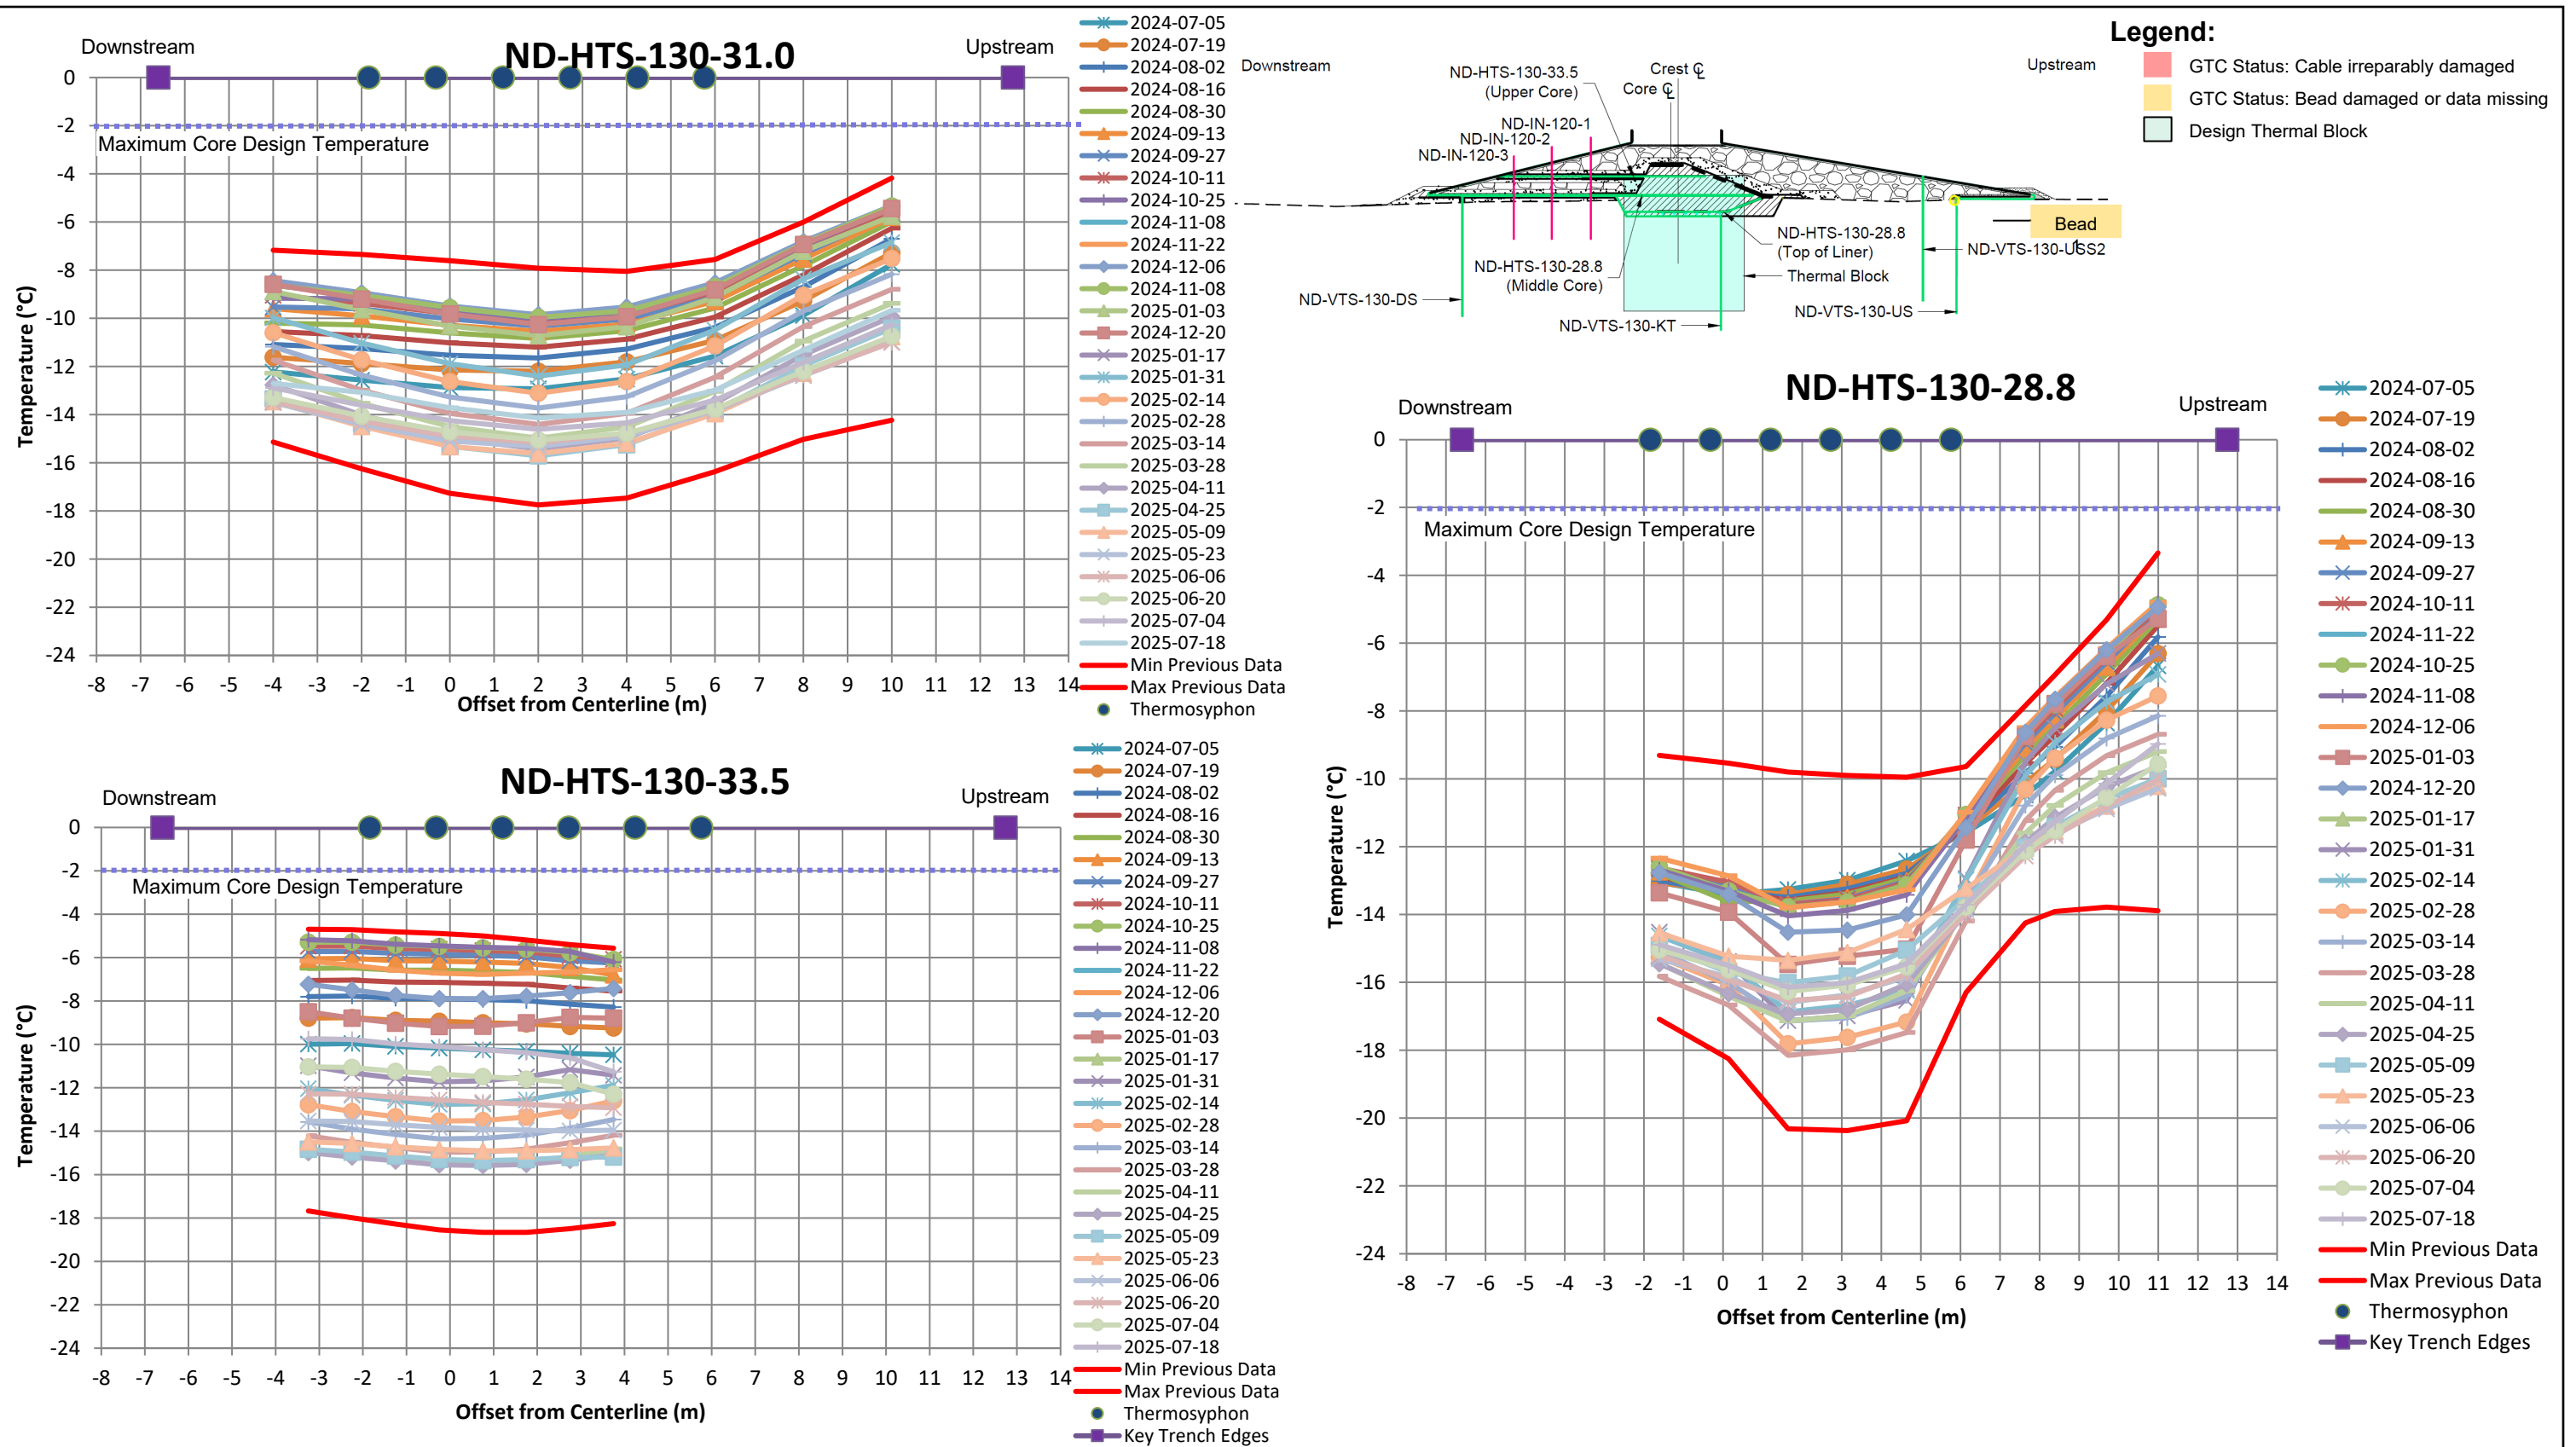 ND-HTS-130-31.0
Downstream
Upstream
Maximum Core Design Temperature
Temperature (°C)
0
-2
-4
-6
-8
-10
-12
-14
-16
-18
-20
-22
-24
-8 -7 -6 -5 -4 -3 -2 -1 0 1 2 3 4 5 6 7 8 9 10 11 12 13 14
Offset from Centerline (m)
2024-07-05
2024-07-19
2024-08-02
2024-08-16
2024-08-30
2024-09-13
2024-09-27
2024-10-11
2024-10-25
2024-11-08
2024-11-22
2024-12-06
2024-11-08
2025-01-03
2024-12-20
2025-01-17
2025-01-31
2025-02-14
2025-02-28
2025-03-14
2025-03-28
2025-04-11
2025-04-25
2025-05-09
2025-05-23
2025-06-06
2025-06-20
2025-07-04
2025-07-18
Min Previous Data
Max Previous Data
Thermosyphon
Downstream
Upstream
ND-HTS-130-33.5
(Upper Core)
Crest ℄
Core ℄
ND-IN-120-1
ND-IN-120-2
ND-IN-120-3
ND-HTS-130-28.8
(Top of Liner)
ND-HTS-130-28.8
(Middle Core)
Thermal Block
ND-VTS-130-DS
ND-VTS-130-KT
ND-VTS-130-US
ND-VTS-130-UGS2
Bead
1
Legend:
GTC Status: Cable irreparably damaged
GTC Status: Bead damaged or data missing
Design Thermal Block
ND-HTS-130-33.5
Downstream
Upstream
Maximum Core Design Temperature
Temperature (°C)
0
-2
-4
-6
-8
-10
-12
-14
-16
-18
-20
-22
-24
-8 -7 -6 -5 -4 -3 -2 -1 0 1 2 3 4 5 6 7 8 9 10 11 12 13 14
Offset from Centerline (m)
2024-07-05
2024-07-19
2024-08-02
2024-08-16
2024-08-30
2024-09-13
2024-09-27
2024-10-11
2024-10-25
2024-11-08
2024-11-22
2024-12-06
2024-12-20
2025-01-03
2025-01-17
2025-01-31
2025-02-14
2025-02-28
2025-03-14
2025-03-28
2025-04-11
2025-04-25
2025-05-09
2025-05-23
2025-06-06
2025-06-20
2025-07-04
2025-07-18
Min Previous Data
Max Previous Data
Thermosyphon
Key Trench Edges
ND-HTS-130-28.8
Downstream
Upstream
Maximum Core Design Temperature
Temperature (°C)
0
-2
-4
-6
-8
-10
-12
-14
-16
-18
-20
-22
-24
-8 -7 -6 -5 -4 -3 -2 -1 0 1 2 3 4 5 6 7 8 9 10 11 12 13 14
Offset from Centerline (m)
2024-07-05
2024-07-19
2024-08-02
2024-08-16
2024-08-30
2024-09-13
2024-09-27
2024-10-11
2024-11-22
2024-10-25
2024-11-08
2024-12-06
2025-01-03
2024-12-20
2025-01-17
2025-01-31
2025-02-14
2025-02-28
2025-03-14
2025-03-28
2025-04-11
2025-04-25
2025-05-09
2025-05-23
2025-06-06
2025-06-20
2025-07-04
2025-07-18
Min Previous Data
Max Previous Data
Thermosyphon
Key Trench Edges